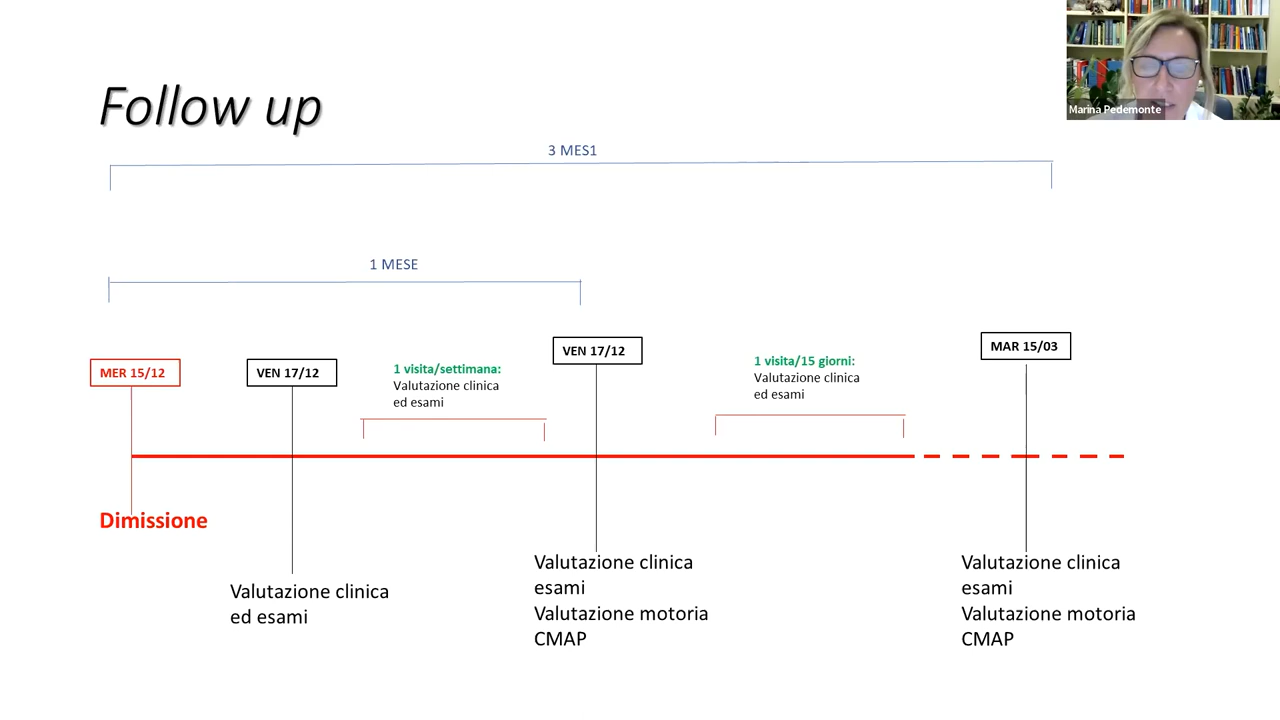 Follow up
Marina Pedemonte
3 MES1
1 MESE
MER 15/12
VEN 17/12
1 visita/settimana:
Valutazione clinica
ed esami
VEN 17/12
1 visita/15 giorni:
Valutazione clinica
ed esami
MAR 15/03
Dimissione
Valutazione clinica
ed esami
Valutazione clinica
esami
Valutazione motoria
CMAP
Valutazione clinica
esami
Valutazione motoria
CMAP